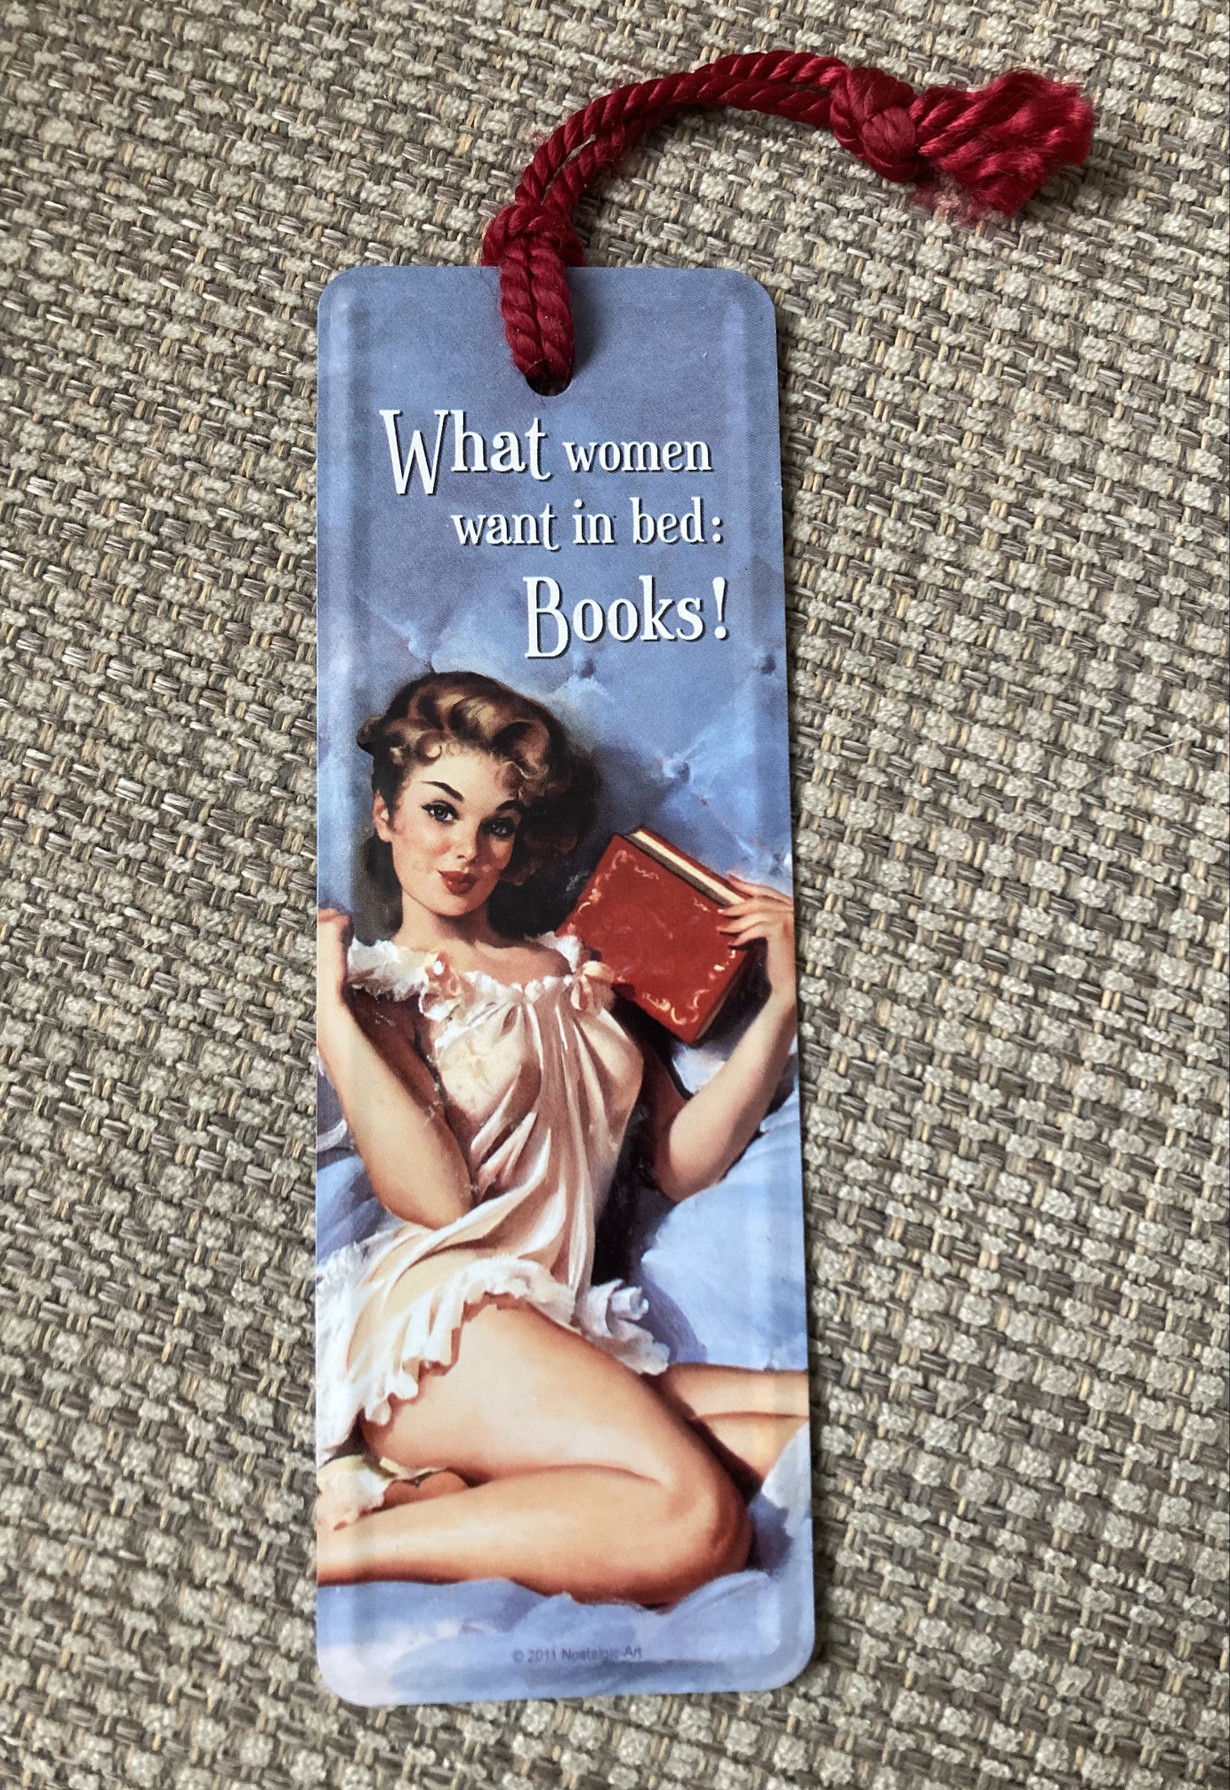 What women
want in bed:
Books!
© 2011 Nostalgic-Art